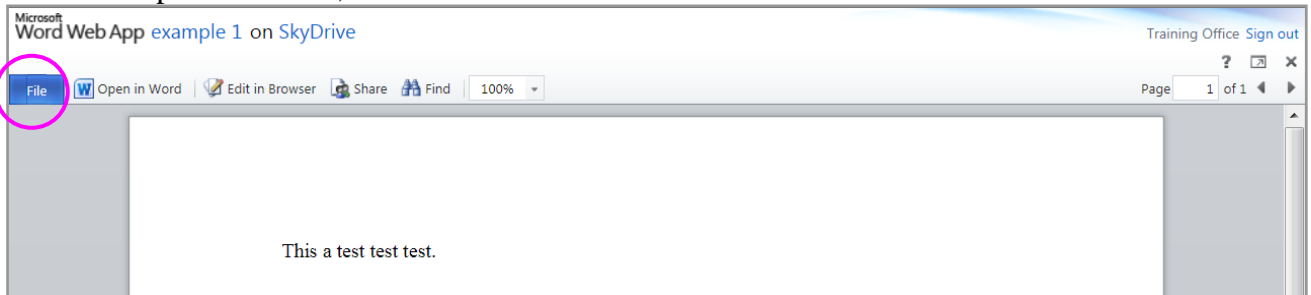 Microsoft
Word Web App example 1 on SkyDrive
Training Office Sign out
?
File Open in Word Edit in Browser Share Find 100% Page 1 of 1
This a test test test.